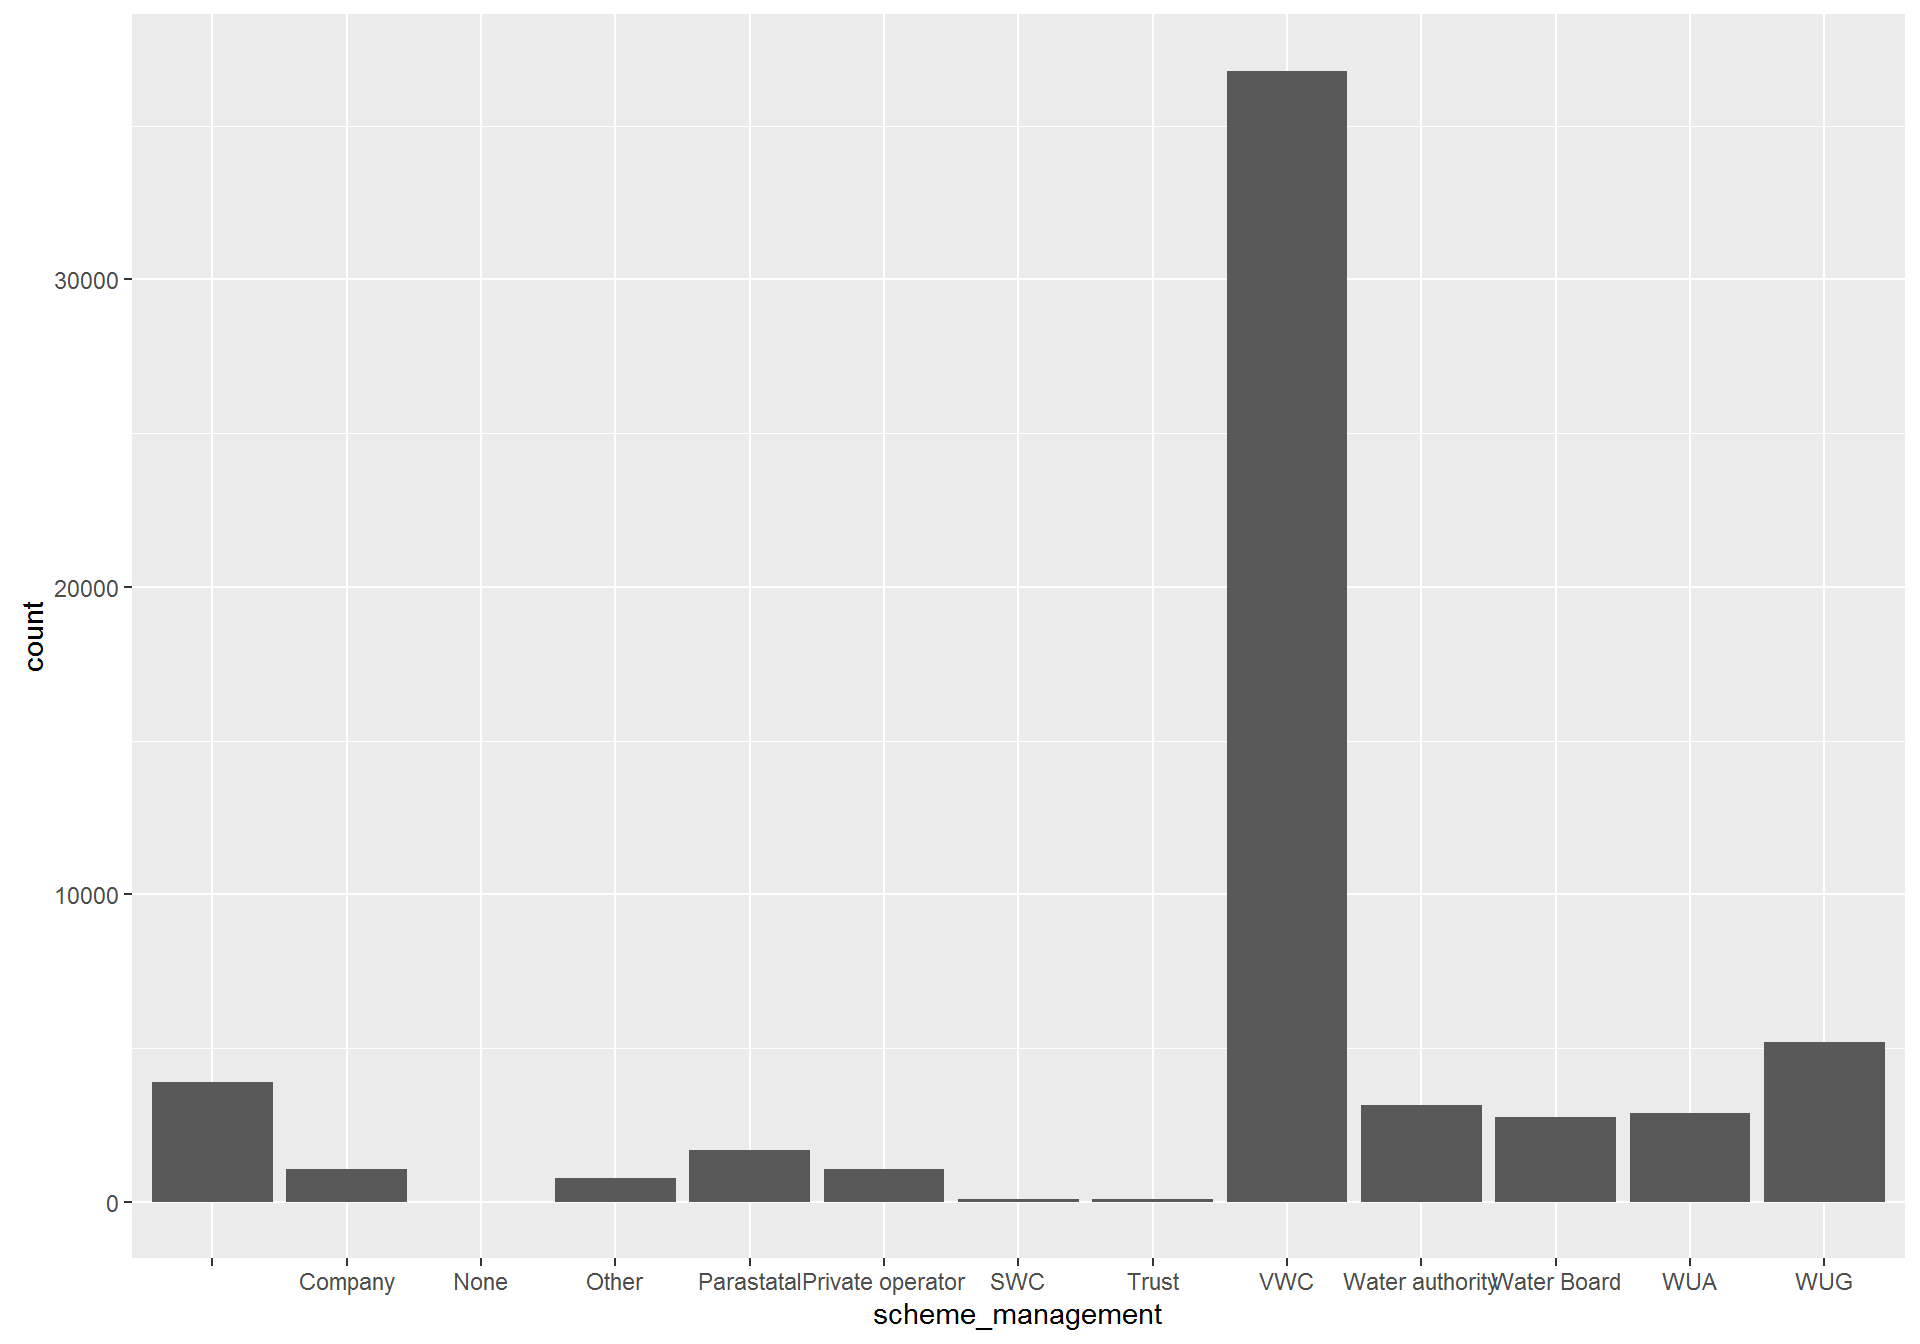 count
30000
20000
10000
0
Company None Other Parastatal Private operator SWC Trust VWC Water authority Water Board WUA WUG
scheme_management